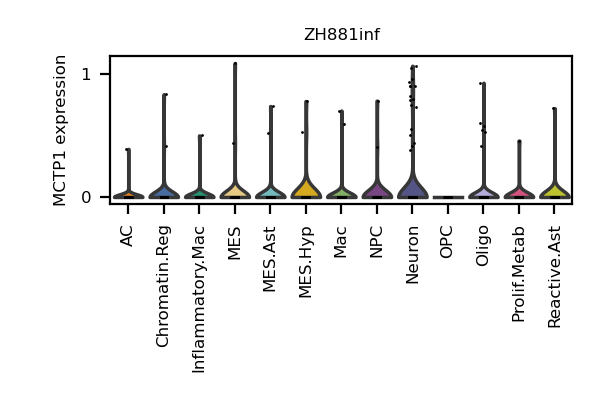 ZH881inf
MCTP1 expression
1
0
AC
Chromatin.Reg
Inflammatory.Mac
MES
MES.Ast
MES.Hyp
Mac
NPC
Neuron
OPC
Oligo
Prolif.Metab
Reactive.Ast